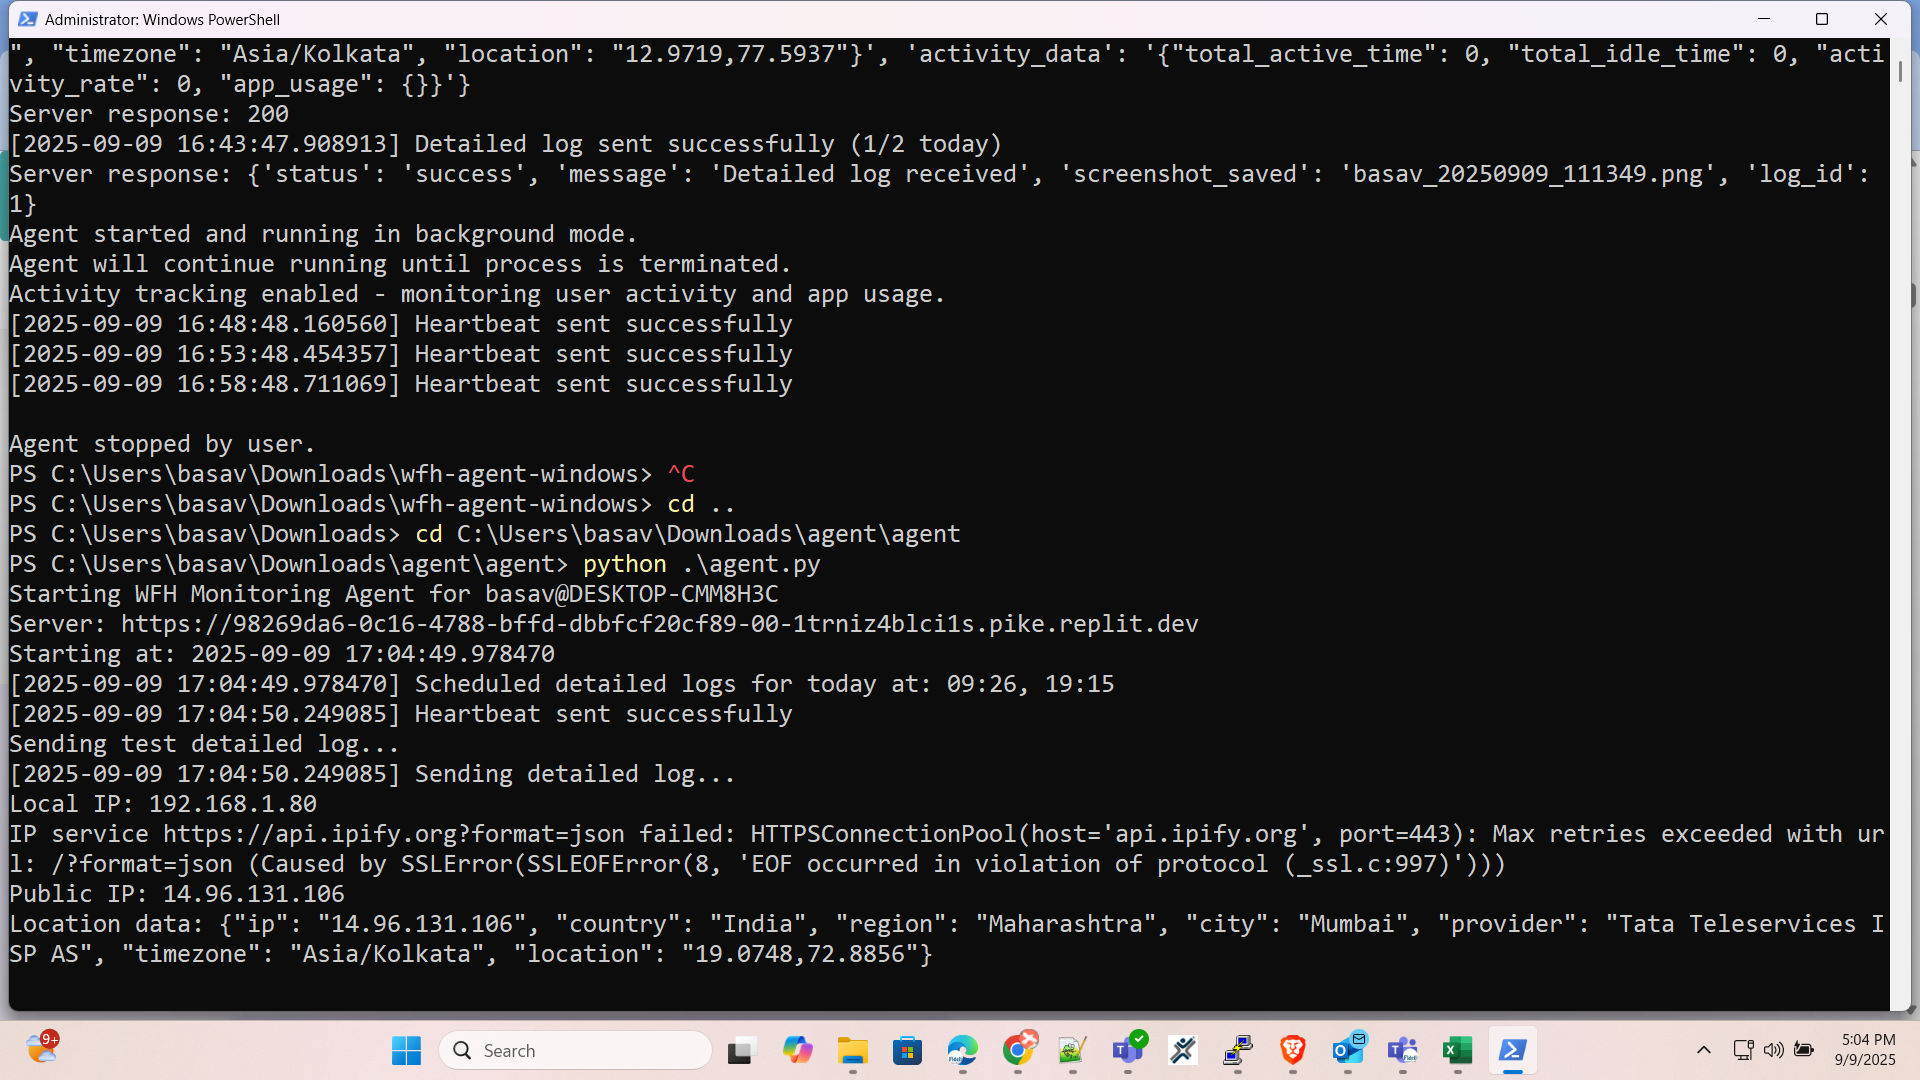 Administrator: Windows PowerShell
", "timezone": "Asia/Kolkata", "location": "12.9719,77.5937"}', 'activity_data': '{"total_active_time": 0, "total_idle_time": 0, "acti
vity_rate": 0, "app_usage": {}}'}
Server response: 200
[2025-09-09 16:43:47.908913] Detailed log sent successfully (1/2 today)
Server response: {'status': 'success', 'message': 'Detailed log received', 'screenshot_saved': 'basav_20250909_111349.png', 'log_id':
1}
Agent started and running in background mode.
Agent will continue running until process is terminated.
Activity tracking enabled - monitoring user activity and app usage.
[2025-09-09 16:48:48.160560] Heartbeat sent successfully
[2025-09-09 16:53:48.454357] Heartbeat sent successfully
[2025-09-09 16:58:48.711069] Heartbeat sent successfully
Agent stopped by user.
PS C:\Users\basav\Downloads\wfh-agent-windows> ^C
PS C:\Users\basav\Downloads\wfh-agent-windows> cd ..
PS C:\Users\basav\Downloads> cd C:\Users\basav\Downloads\agent\agent
PS C:\Users\basav\Downloads\agent\agent> python .\agent.py
Starting WFH Monitoring Agent for basav@DESKTOP-CMM8H3C
Server: https://98269da6-0c16-4788-bffd-dbbfcf20cf89-00-1trniz4blci1s.pike.replit.dev
Starting at: 2025-09-09 17:04:49.978470
[2025-09-09 17:04:49.978470] Scheduled detailed logs for today at: 09:26, 19:15
[2025-09-09 17:04:50.249085] Heartbeat sent successfully
Sending test detailed log...
[2025-09-09 17:04:50.249085] Sending detailed log...
Local IP: 192.168.1.80
IP service https://api.ipify.org?format=json failed: HTTPSConnectionPool(host='api.ipify.org', port=443): Max retries exceeded with ur
l: /?format=json (Caused by SSLError(SSLEOFError(8, 'EOF occurred in violation of protocol (_ssl.c:997)')))
Public IP: 14.96.131.106
Location data: {"ip": "14.96.131.106", "country": "India", "region": "Maharashtra", "city": "Mumbai", "provider": "Tata Teleservices I
SP AS", "timezone": "Asia/Kolkata", "location": "19.0748,72.8856"}
9+
Search
5:04 PM
9/9/2025